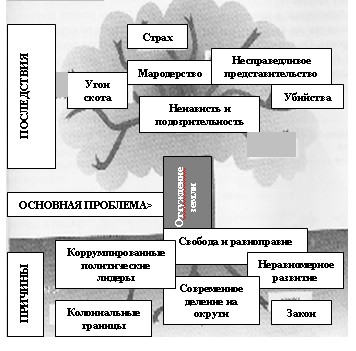 Страх
Несправедливое
представительство
Мародерство
Угон
скота
Убийства
Ненависть и
подозрительность
ПОСЛЕДСТВИЯ
Отчуждение
земли
ОСНОВНАЯ ПРОБЛЕМА>
Свобода и равноправие
Коррумпированные
политические
лидеры
Неравномерное
развитие
Современное
деление на
округи
ПРИЧИНЫ
Колониальные
границы
Закон